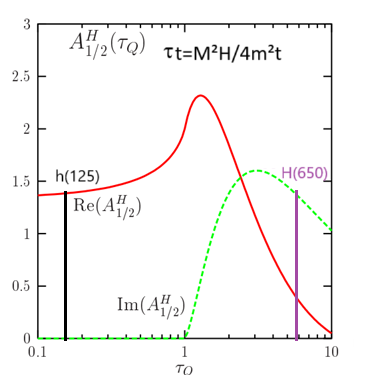 3
A^H_{1/2}(τ_Q)
τt=M²H/4m²t
2.5
2
h(125)
H(650)
1.5
Re(A^H_{1/2})
1
0.5
Im(A^H_{1/2})
0
0.1
1
10
τ_Q